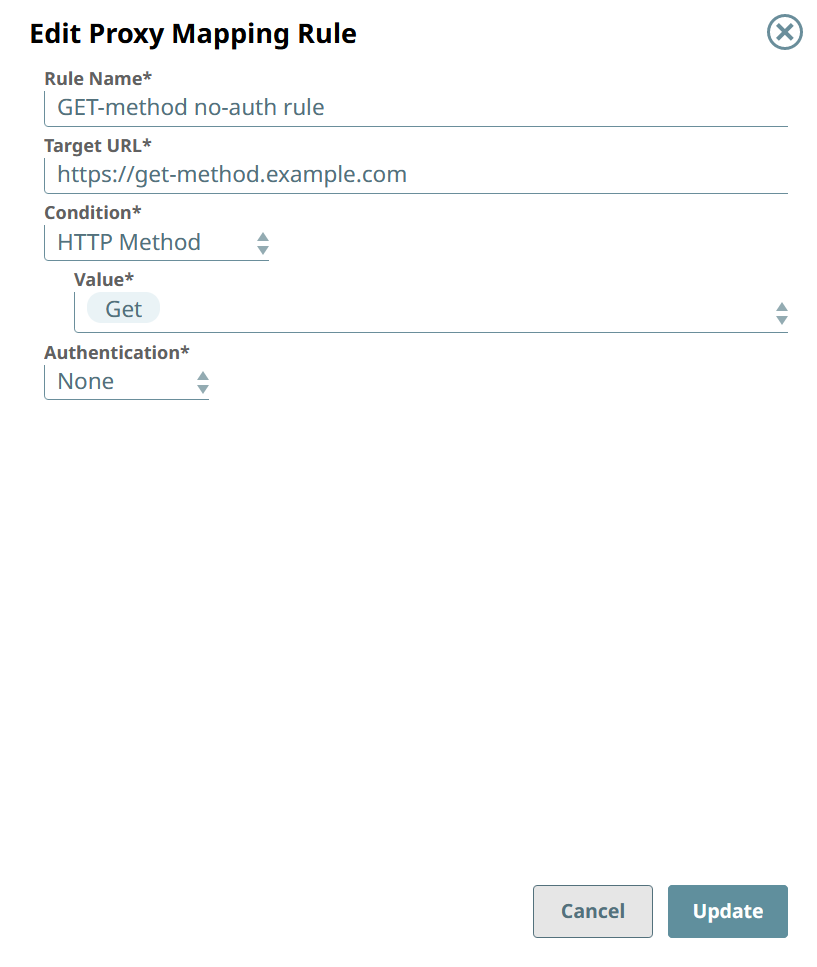 Edit Proxy Mapping Rule
Rule Name*
GET-method no-auth rule
Target URL*
https://get-method.example.com
Condition*
HTTP Method
Value*
Get
Authentication*
None
Cancel Update